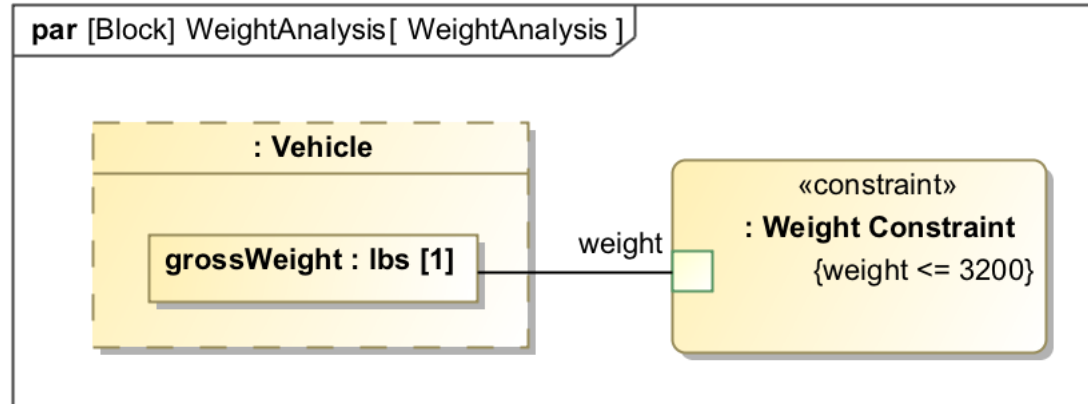 par [Block] WeightAnalysis[ WeightAnalysis ]
: Vehicle
grossWeight : lbs [1]
weight
«constraint»
: Weight Constraint
{weight <= 3200}